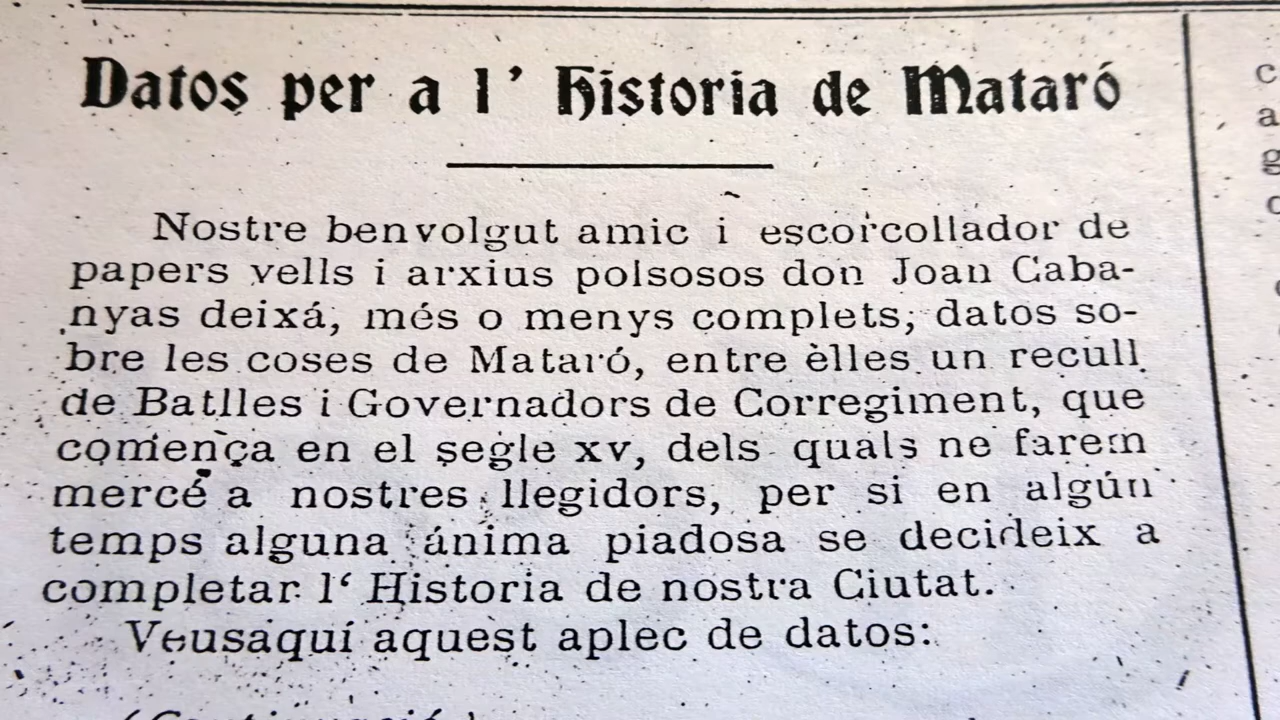 Datos per a l' Historia de Mataró
Nostre benvolgut amic i escorcollador de
papers vells i arxius polsosos don Joan Caba-
nyas deixá, més o menys complets, datos so-
bre les coses de Mataró, entre èlles un recull
de Batlles i Governadors de Corregiment, que
comença en el segle xv, dels quals ne farem
mercé a nostres llegidors, per si en algún
temps alguna ánima piadosa se decideix a
completar l‘ Historia de nostra Ciutat.
Veusaquí aquest aplec de datos: